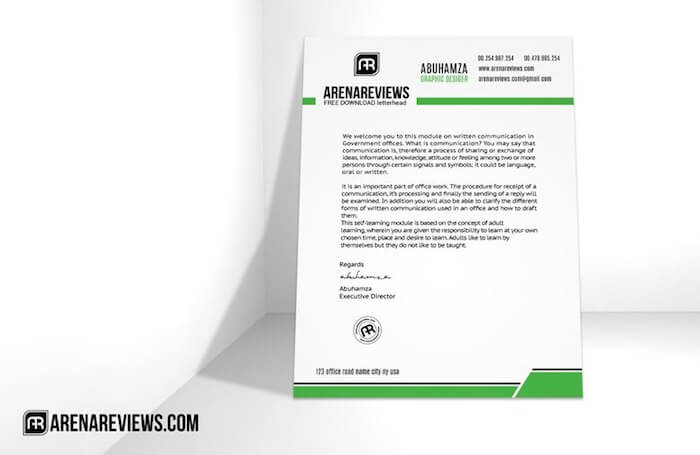 AR
ARENAREVIEWS
FREE DOWNLOAD letterhead
ABUHAMZA
GRAPHIC DESIGER
00.254.987.254 00.478.985.254
www.arenareviews.com
arenareviews.com@gmail.com
We welcome you to this module on written communication in
Government offices. What is communication? You may say that
communication is, therefore a process of sharing or exchange of
ideas, information, knowledge, attitude or feeling among two or more
persons through certain signals and symbols; it could be language,
oral or written.
It is an important part of office work. The procedure for receipt of a
communication, it's processing and finally the sending of a reply will
be examined. In addition you will also be able to clarify the different
forms of written communication used in an office and how to draft
them.
This self-learning module is based on the concept of adult
learning, wherein you are given the responsibility to learn at your own
chosen time, place and desire to learn. Adults like to learn by
themselves but they do not like to be taught.
Regards
abuhamza
Abuhamza
Executive Director
AR
123 office road name city ny usa
AR ARENAREVIEWS.COM